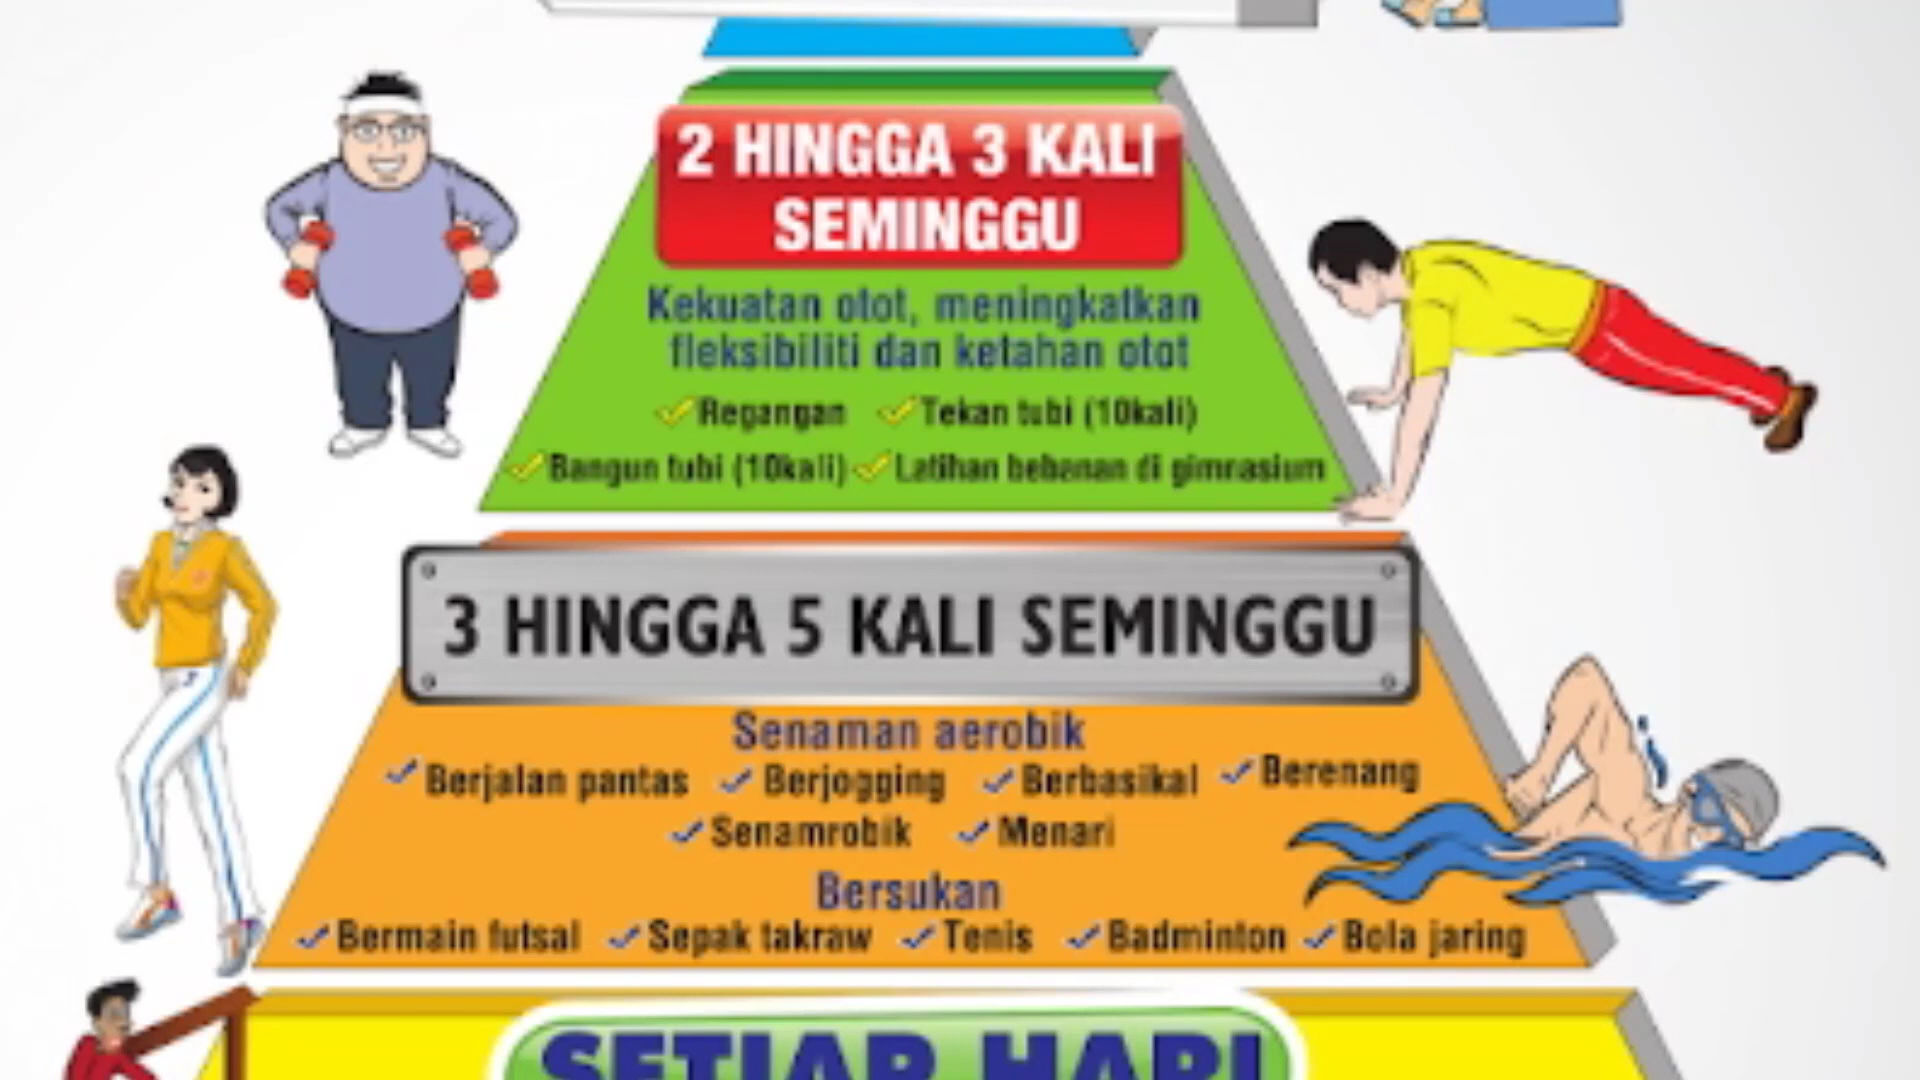 2 HINGGA 3 KALI
SEMINGGU
Kekuatan otot, meningkatkan
fleksibiliti dan ketahan otot
Regangan Tekan tubi (10kali)
Bangun tubi (10kali) Latihan bebanan di gimnasium
3 HINGGA 5 KALI SEMINGGU
Senaman aerobik
Berjalan pantas Berjogging Berbasikal Berenang
Senamrobik Menari
Bersukan
Bermain futsal Sepak takraw Tenis Badminton Bola jaring
SETIAP HARI